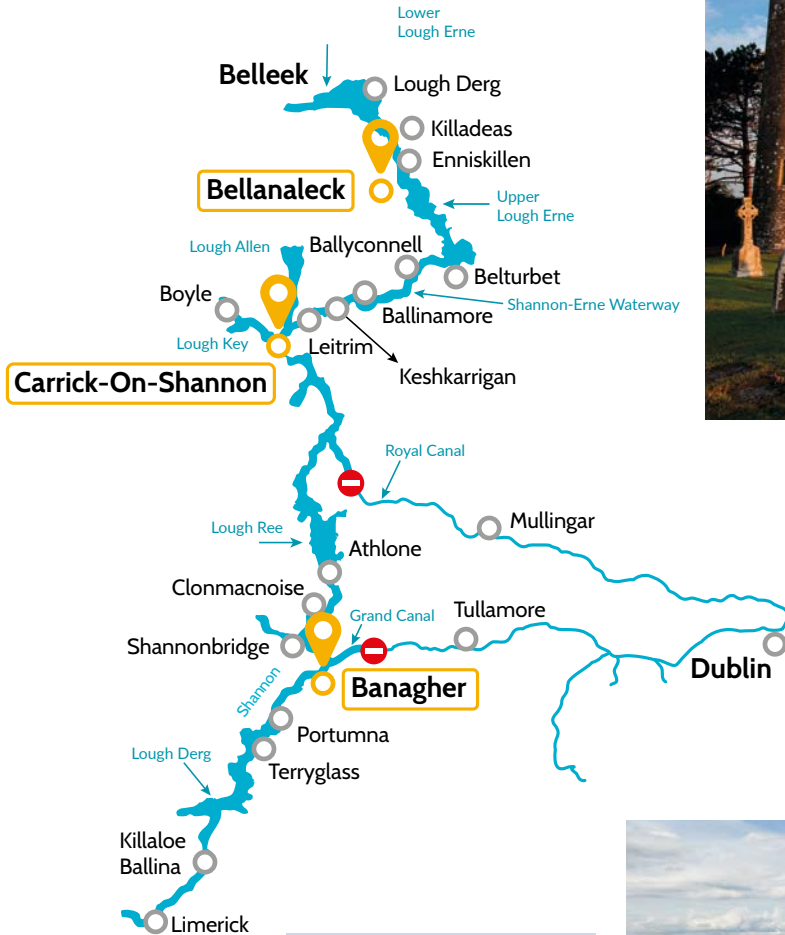 Lower
Lough Erne
Belleek
Lough Derg
Killadeas
Enniskillen
Bellanaleck
Upper
Lough Erne
Ballyconnell
Lough Allen
Belturbet
Boyle
Shannon-Erne Waterway
Ballinamore
Lough Key
Leitrim
Carrick-On-Shannon
Keshkarrigan
Royal Canal
Mullingar
Lough Ree
Athlone
Clonmacnoise
Grand Canal
Tullamore
Shannonbridge
Dublin
Shannon
Banagher
Portumna
Lough Derg
Terryglass
Killaloe
Ballina
Limerick